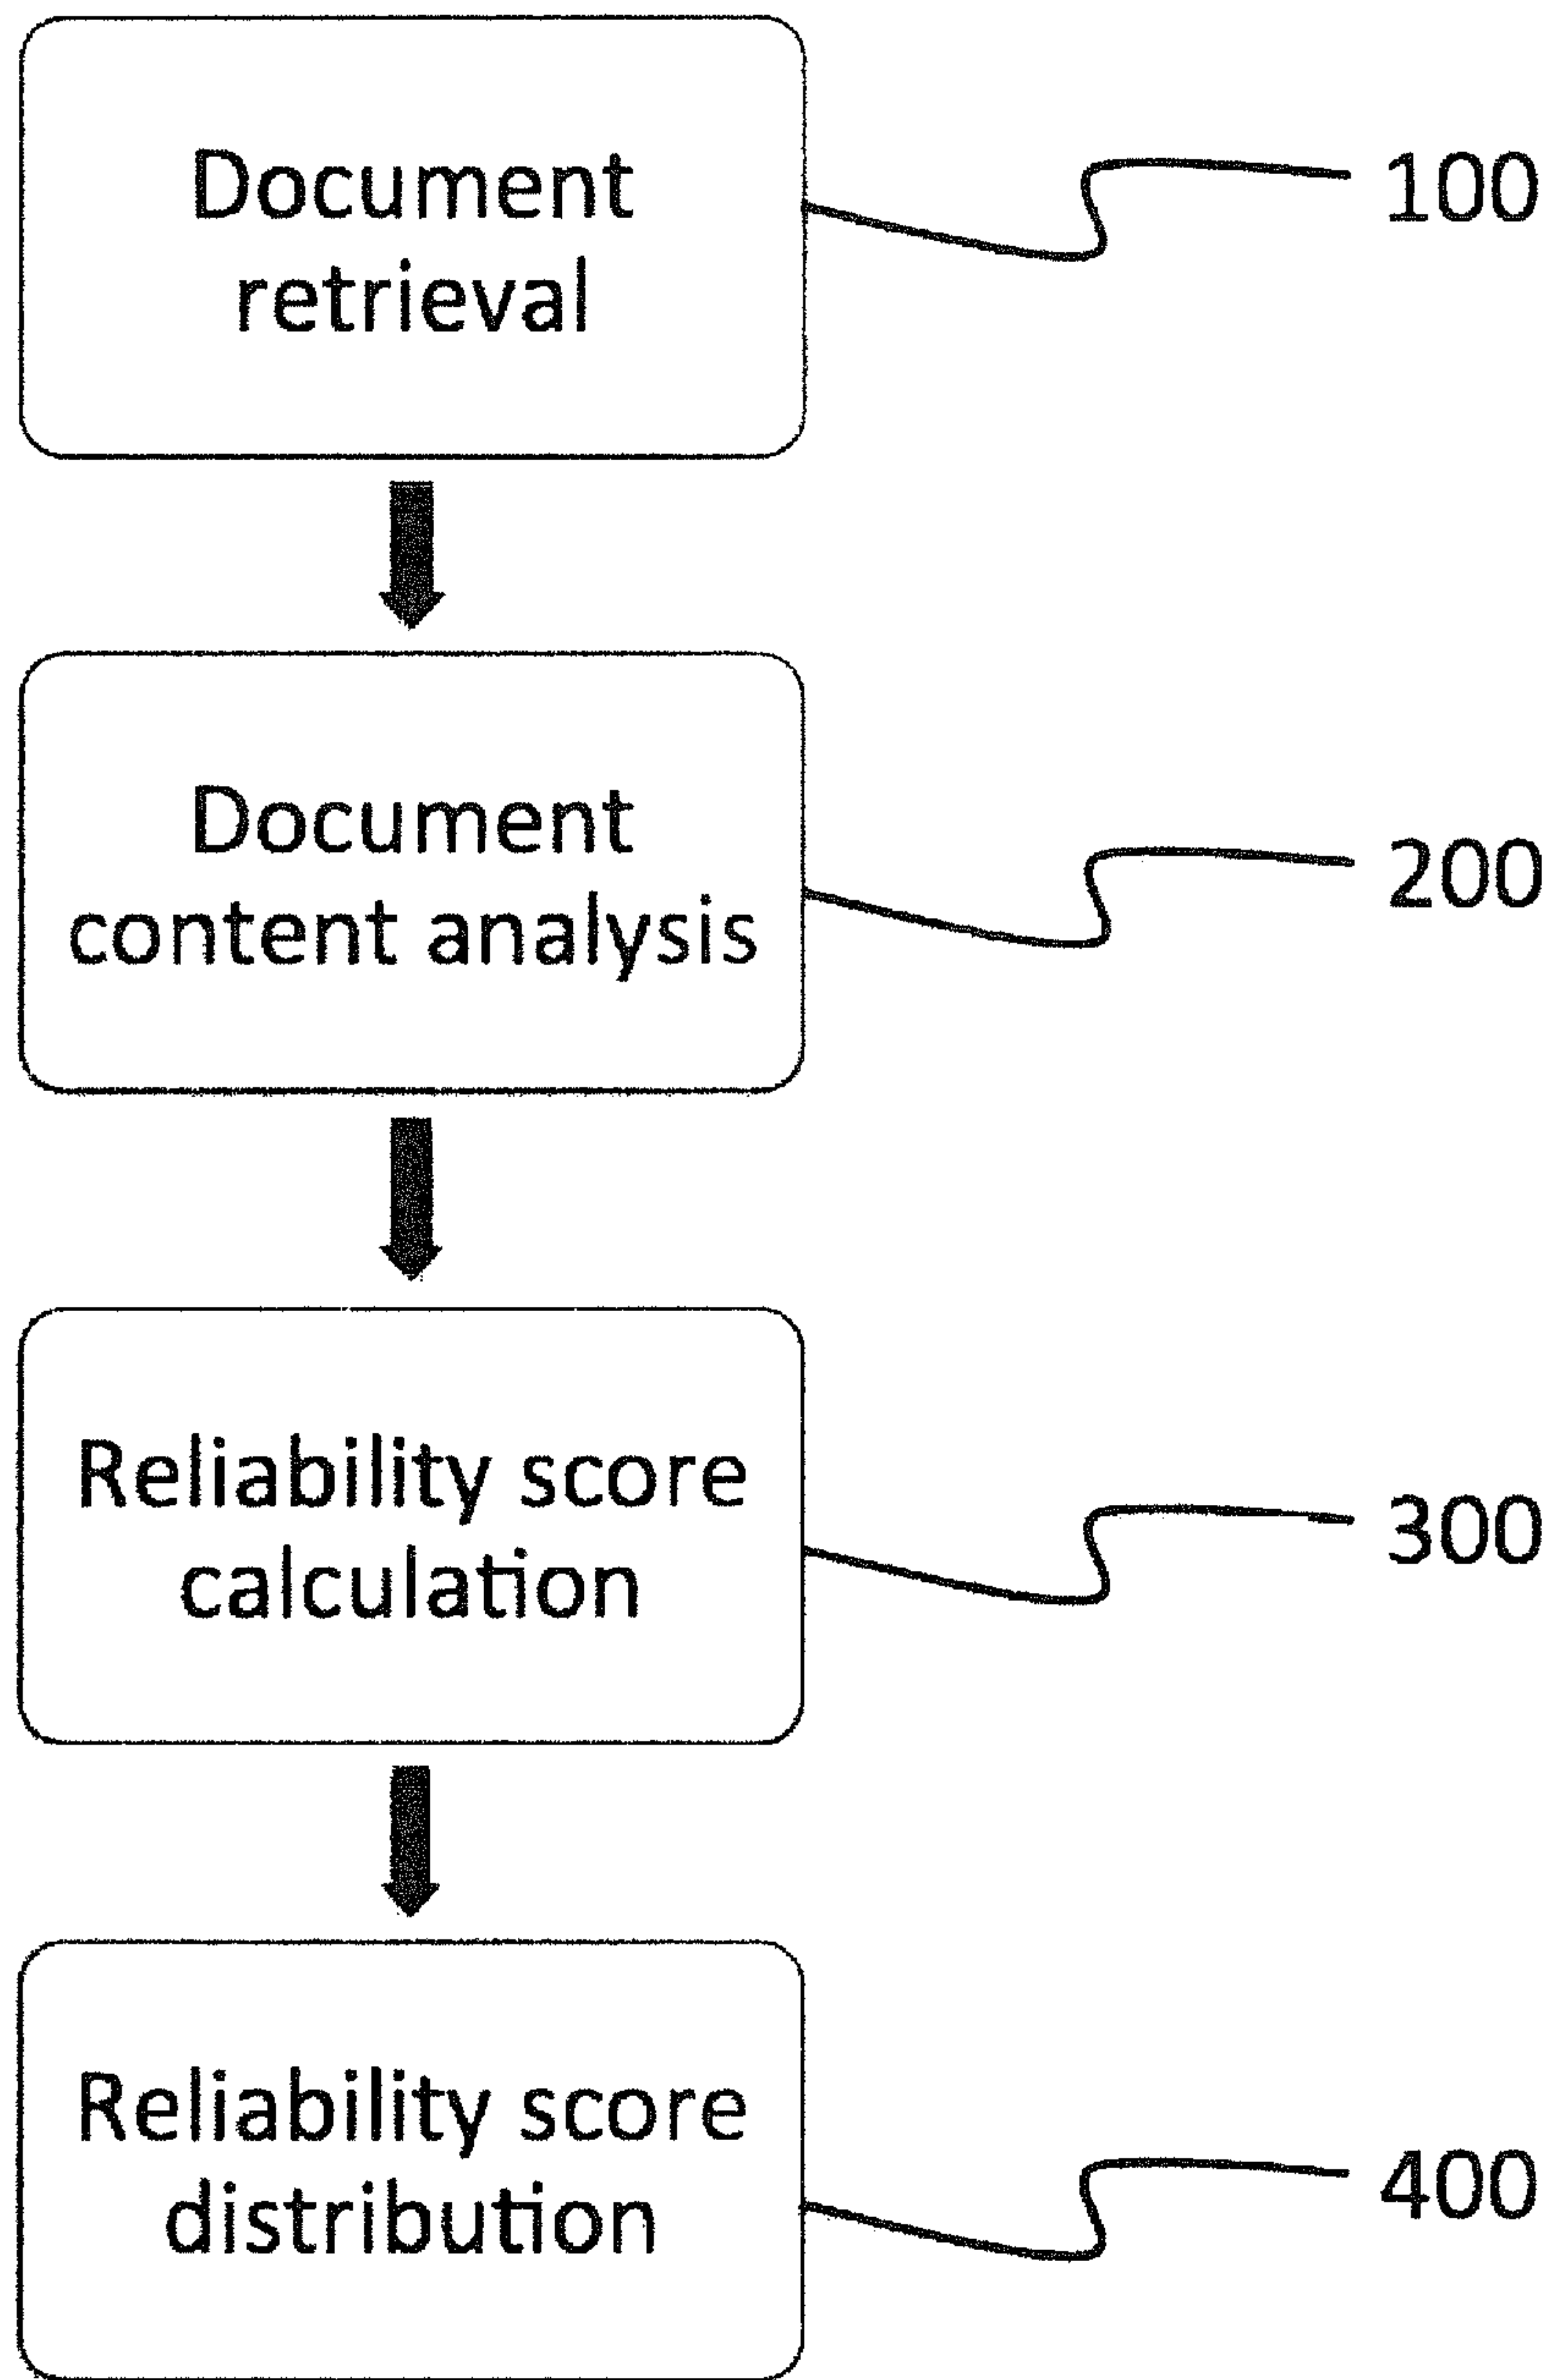 Document
retrieval
100
Document
content analysis
200
Reliability score
calculation
300
Reliability score
distribution
400